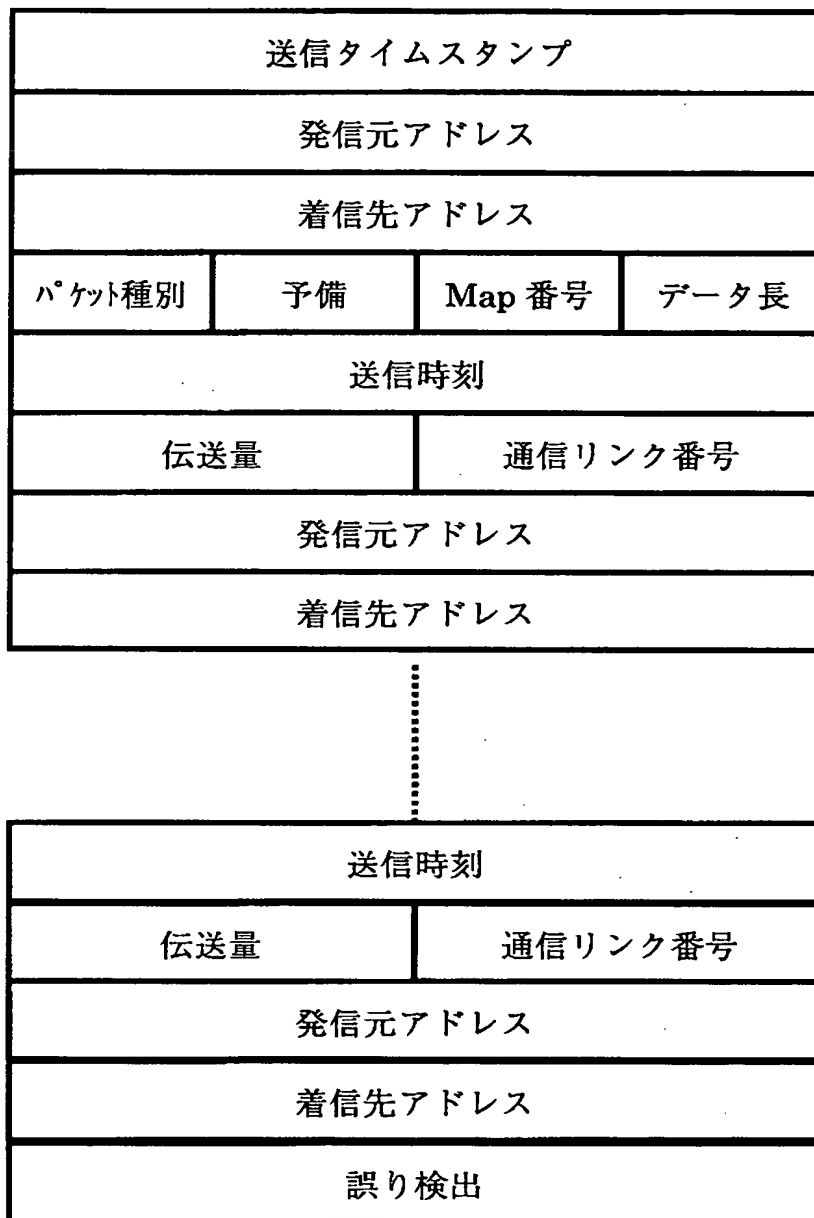 送信タイムスタンプ
発信元アドレス
着信先アドレス
パケット種別 予備 Map 番号 データ長
送信時刻
伝送量 通信リンク番号
発信元アドレス
着信先アドレス
送信時刻
伝送量 通信リンク番号
発信元アドレス
着信先アドレス
誤り検出